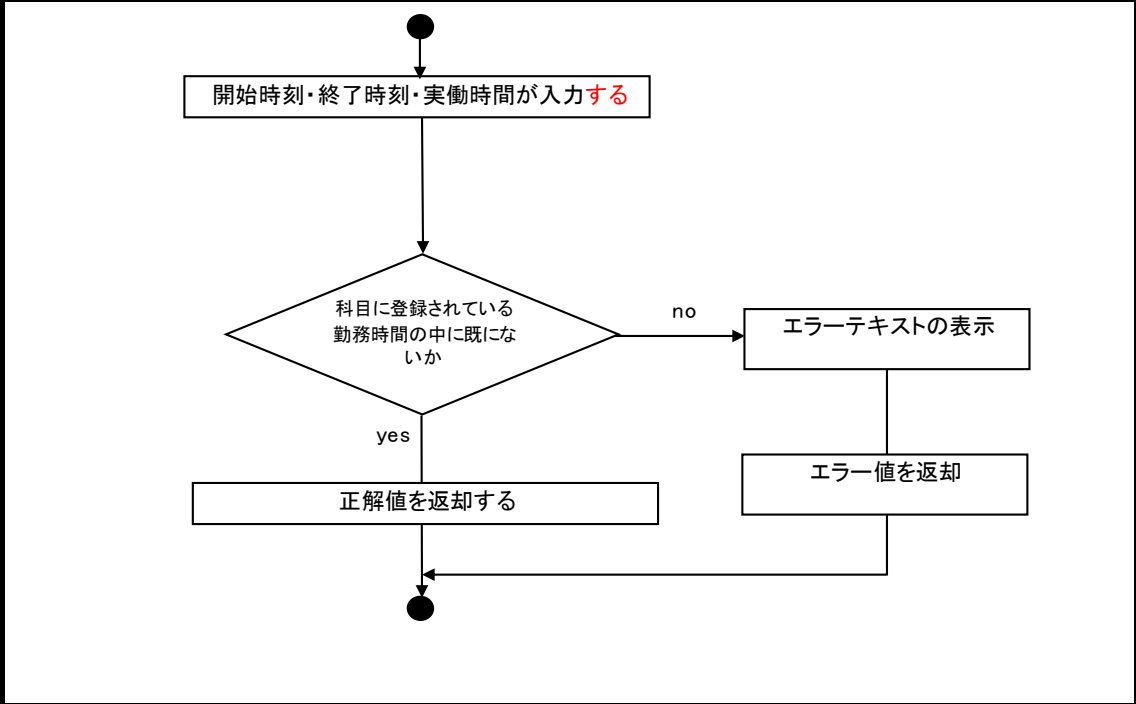 開始時刻・終了時刻・実働時間が入力する
科目に登録されている
勤務時間の中に既にな
いか
no
エラーテキストの表示
yes
エラー値を返却
正解値を返却する